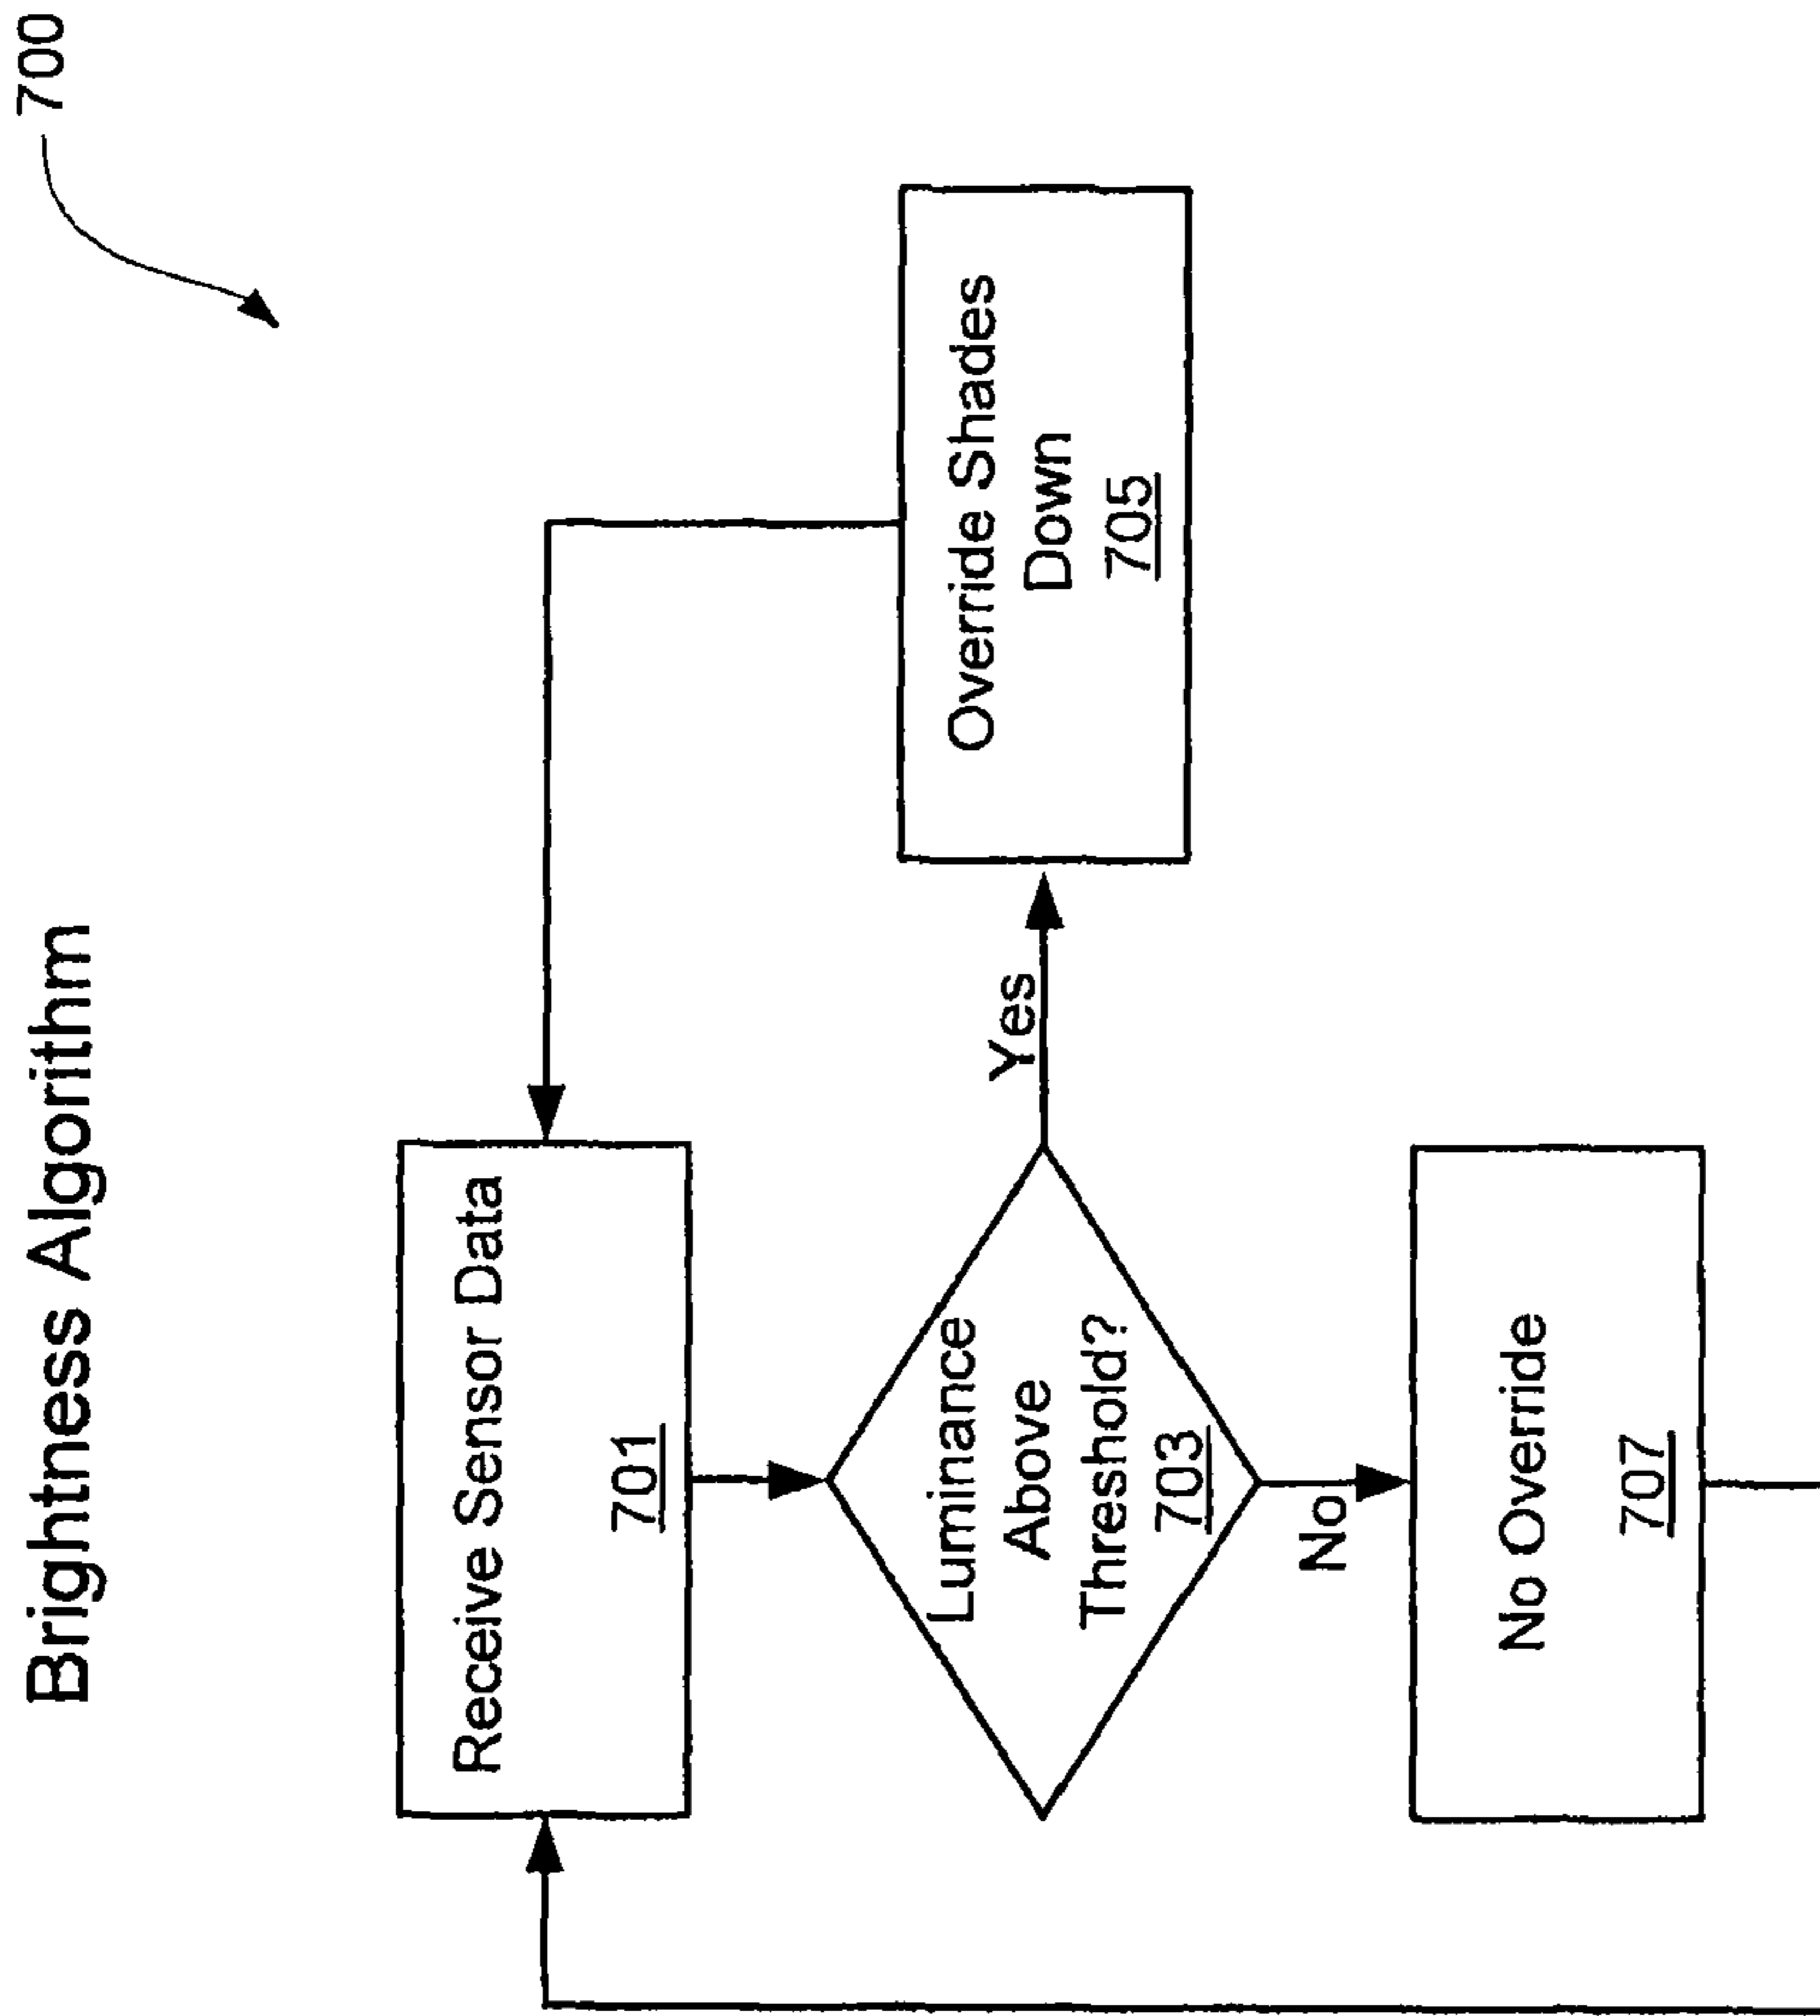 Brightness Algorithm
700
Receive Sensor Data
701
Luminance
Above
Threshold?
703
Yes
Override Shades
Down
705
No
No Override
707